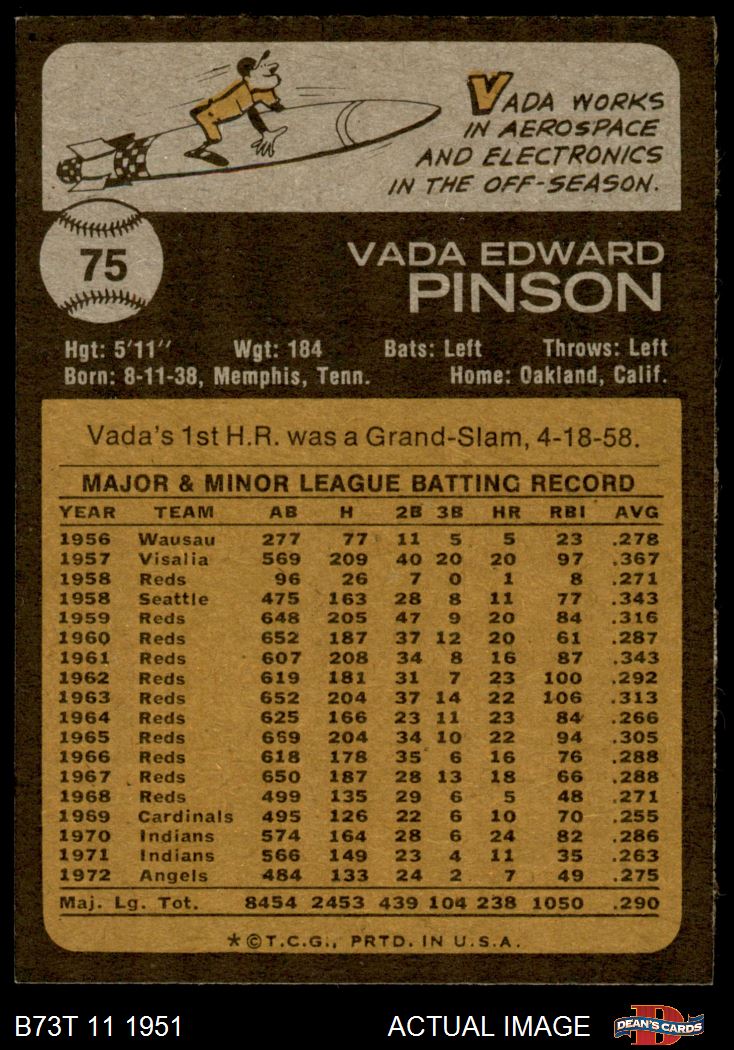 VADA WORKS
IN AEROSPACE
AND ELECTRONICS
IN THE OFF-SEASON.
75
VADA EDWARD
PINSON
Hgt: 5'11" Wgt: 184 Bats: Left Throws: Left
Born: 8-11-38, Memphis, Tenn. Home: Oakland, Calif.
Vada's 1st H.R. was a Grand-Slam, 4-18-58.
MAJOR & MINOR LEAGUE BATTING RECORD
YEAR TEAM AB H 2B 3B HR RBI AVG
1956 Wausau 277 77 11 5 5 23 .278
1957 Visalia 569 209 40 20 20 97 .367
1958 Reds 96 26 7 0 1 8 .271
1958 Seattle 475 163 28 8 11 77 .343
1959 Reds 648 205 47 9 20 84 .316
1960 Reds 652 187 37 12 20 61 .287
1961 Reds 607 208 34 8 16 87 .343
1962 Reds 619 181 31 7 23 100 .292
1963 Reds 652 204 37 14 22 106 .313
1964 Reds 625 166 23 11 23 84 .266
1965 Reds 669 204 34 10 22 94 .305
1966 Reds 618 178 35 6 16 76 .288
1967 Reds 650 187 28 13 18 66 .288
1968 Reds 499 135 29 6 5 48 .271
1969 Cardinals 495 126 22 6 10 70 .255
1970 Indians 574 164 28 6 24 82 .286
1971 Indians 566 149 23 4 11 35 .263
1972 Angels 484 133 24 2 7 49 .275
Maj. Lg. Tot. 8454 2453 439 104 238 1050 .290
*©T.C.G., PRTD. IN U.S.A.
B73T 11 1951 ACTUAL IMAGE D DEAN'S CARDS